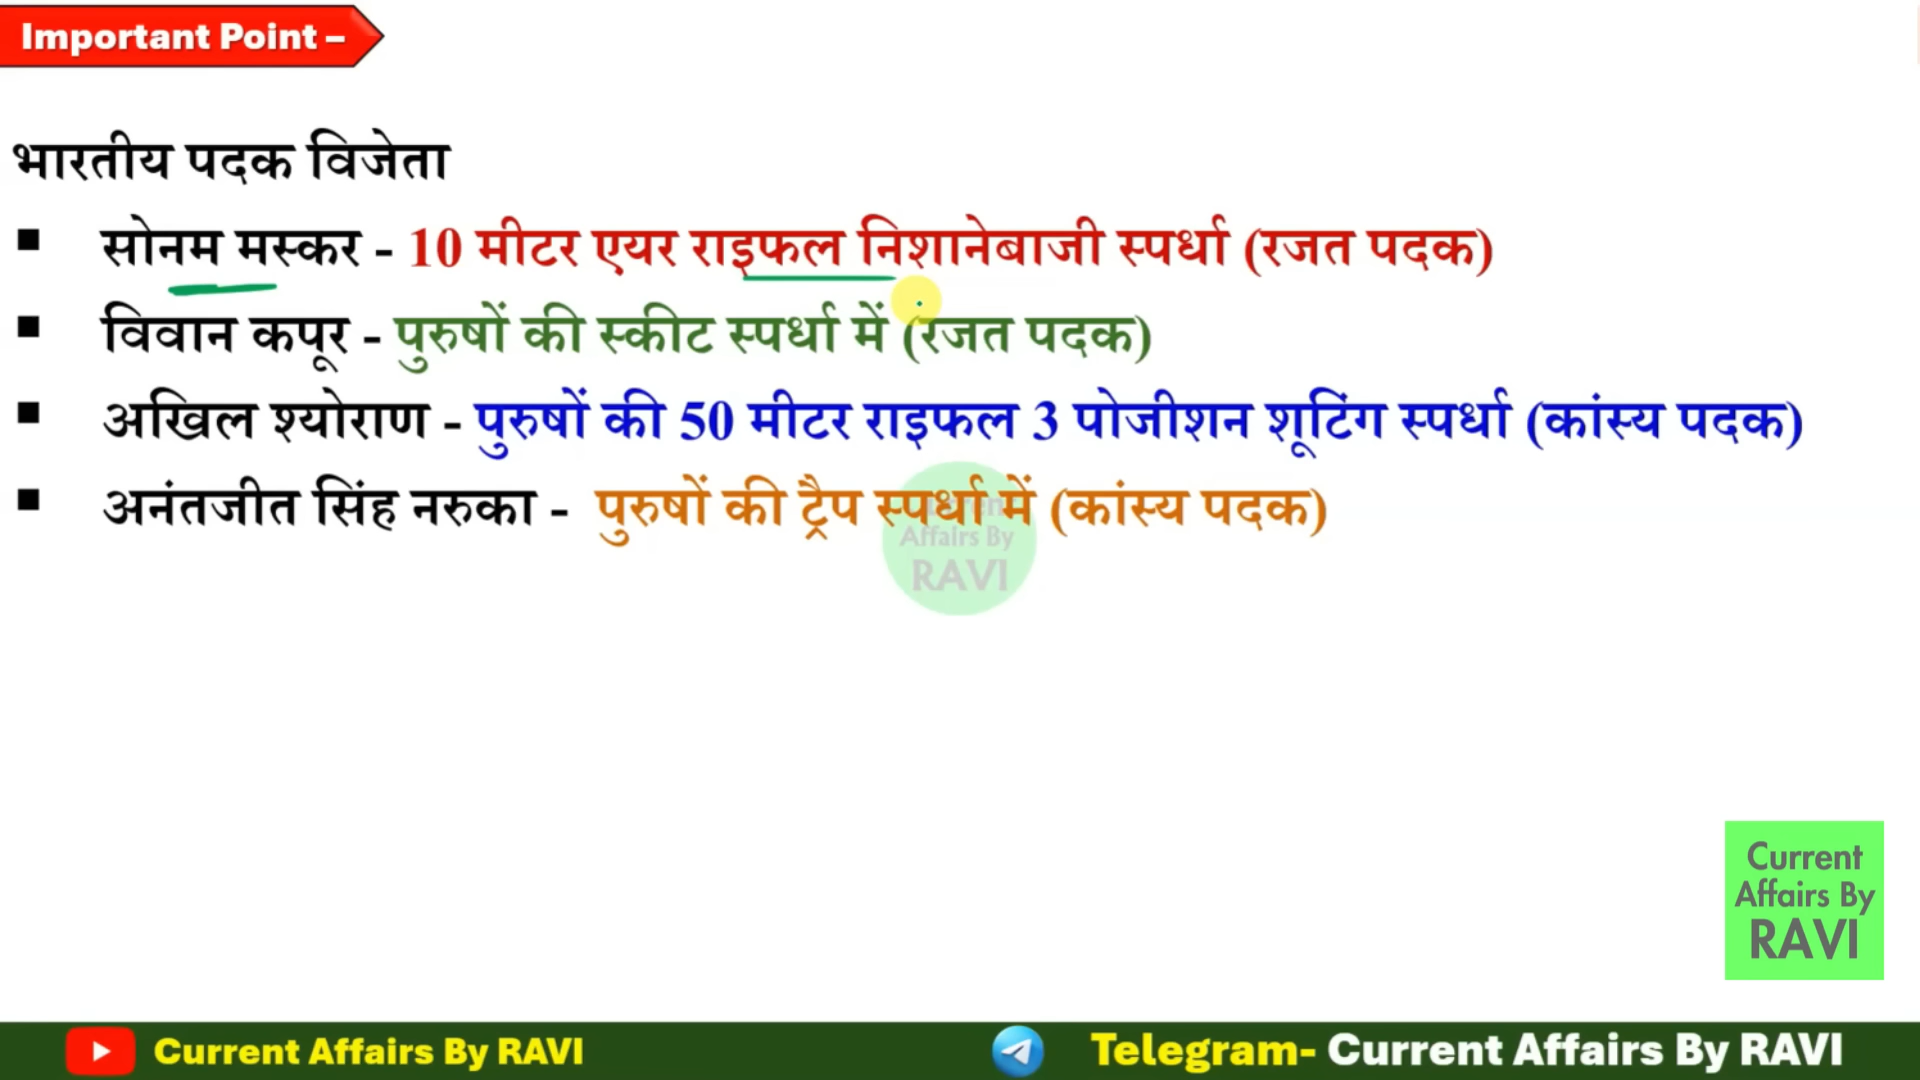 Important Point –
भारतीय पदक विजेता
▪ सोनम मस्कर - 10 मीटर एयर राइफल निशानेबाजी स्पर्धा (रजत पदक)
▪ विवान कपूर - पुरुषों की स्कीट स्पर्धा में (रजत पदक)
▪ अखिल श्योराण - पुरुषों की 50 मीटर राइफल 3 पोजीशन शूटिंग स्पर्धा (कांस्य पदक)
▪ अनंतजीत सिंह नरुका - पुरुषों की ट्रैप स्पर्धा में (कांस्य पदक)
Affairs By
RAVI
Current
Affairs By
RAVI
Current Affairs By RAVI
Telegram- Current Affairs By RAVI